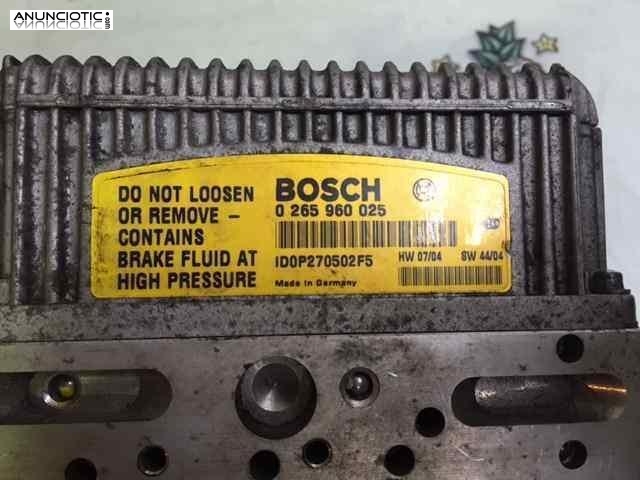 ANUNCIOTIC.com
DO NOT LOOSEN
OR REMOVE -
CONTAINS
BRAKE FLUID AT
HIGH PRESSURE
BOSCH
0 265 960 025
ID0P270502F5
HW 07/04 SW 44/04
Made in Germany